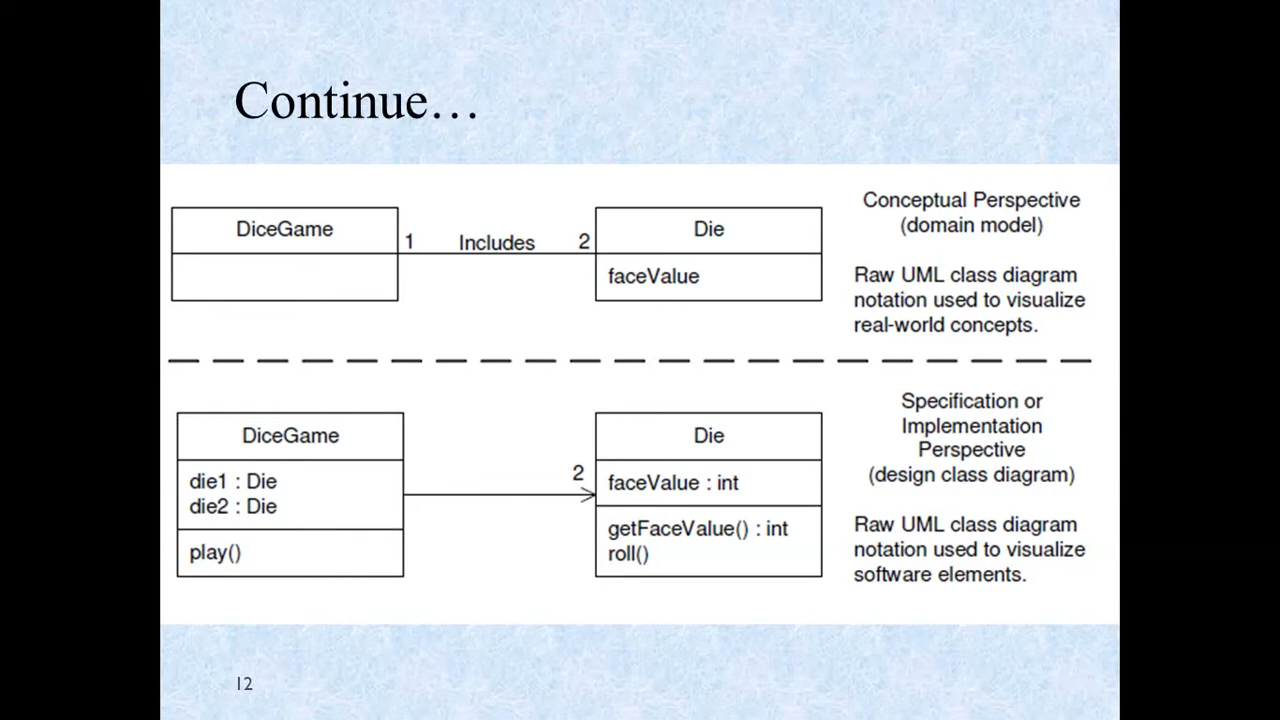 Continue…
DiceGame
1 Includes 2
Die
faceValue
Conceptual Perspective
(domain model)
Raw UML class diagram
notation used to visualize
real-world concepts.
DiceGame
die1 : Die
die2 : Die
play()
2
Die
faceValue : int
getFaceValue() : int
roll()
Specification or
Implementation
Perspective
(design class diagram)
Raw UML class diagram
notation used to visualize
software elements.
12